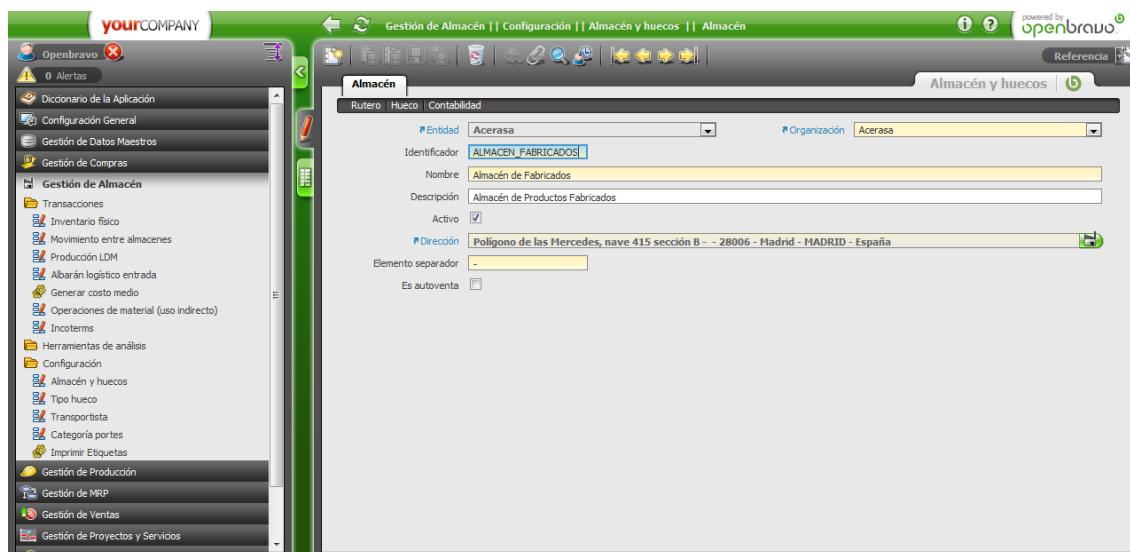 yourCOMPANY
Gestión de Almacén || Configuración || Almacén y huecos || Almacén
powered by
openbravo
Openbravo
0 Alertas
Referencia
Almacén
Almacén y huecos
Rutero | Hueco | Contabilidad
Diccionario de la Aplicación
Configuración General
Gestión de Datos Maestros
Gestión de Compras
Gestión de Almacén
Transacciones
Inventario físico
Movimiento entre almacenes
Producción LDM
Albarán logístico entrada
Generar costo medio
Operaciones de material (uso indirecto)
Incoterms
Herramientas de análisis
Configuración
Almacén y huecos
Tipo hueco
Transportista
Categoría portes
Imprimir Etiquetas
Gestión de Producción
Gestión de MRP
Gestión de Ventas
Gestión de Proyectos y Servicios
Entidad Acerasa Organización Acerasa
Identificador ALMACEN_FABRICADOS
Nombre Almacén de Fabricados
Descripción Almacén de Productos Fabricados
Activo
Dirección Polígono de las Mercedes, nave 415 sección B - - 28006 - Madrid - MADRID - España
Elemento separador -
Es autoventa